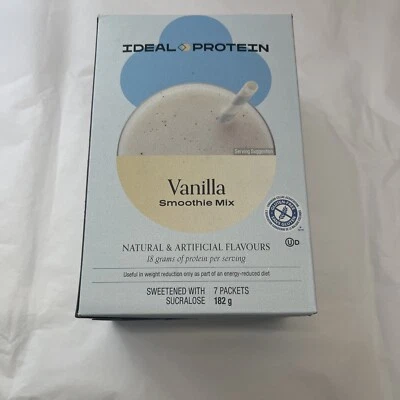 IDEAL PROTEIN
Serving Suggestion
Vanilla
Smoothie Mix
NATURAL & ARTIFICIAL FLAVOURS
18 grams of protein per serving
U D
Useful in weight reduction only as part of an energy-reduced diet
SWEETENED WITH 7 PACKETS
SUCRALOSE 182 g